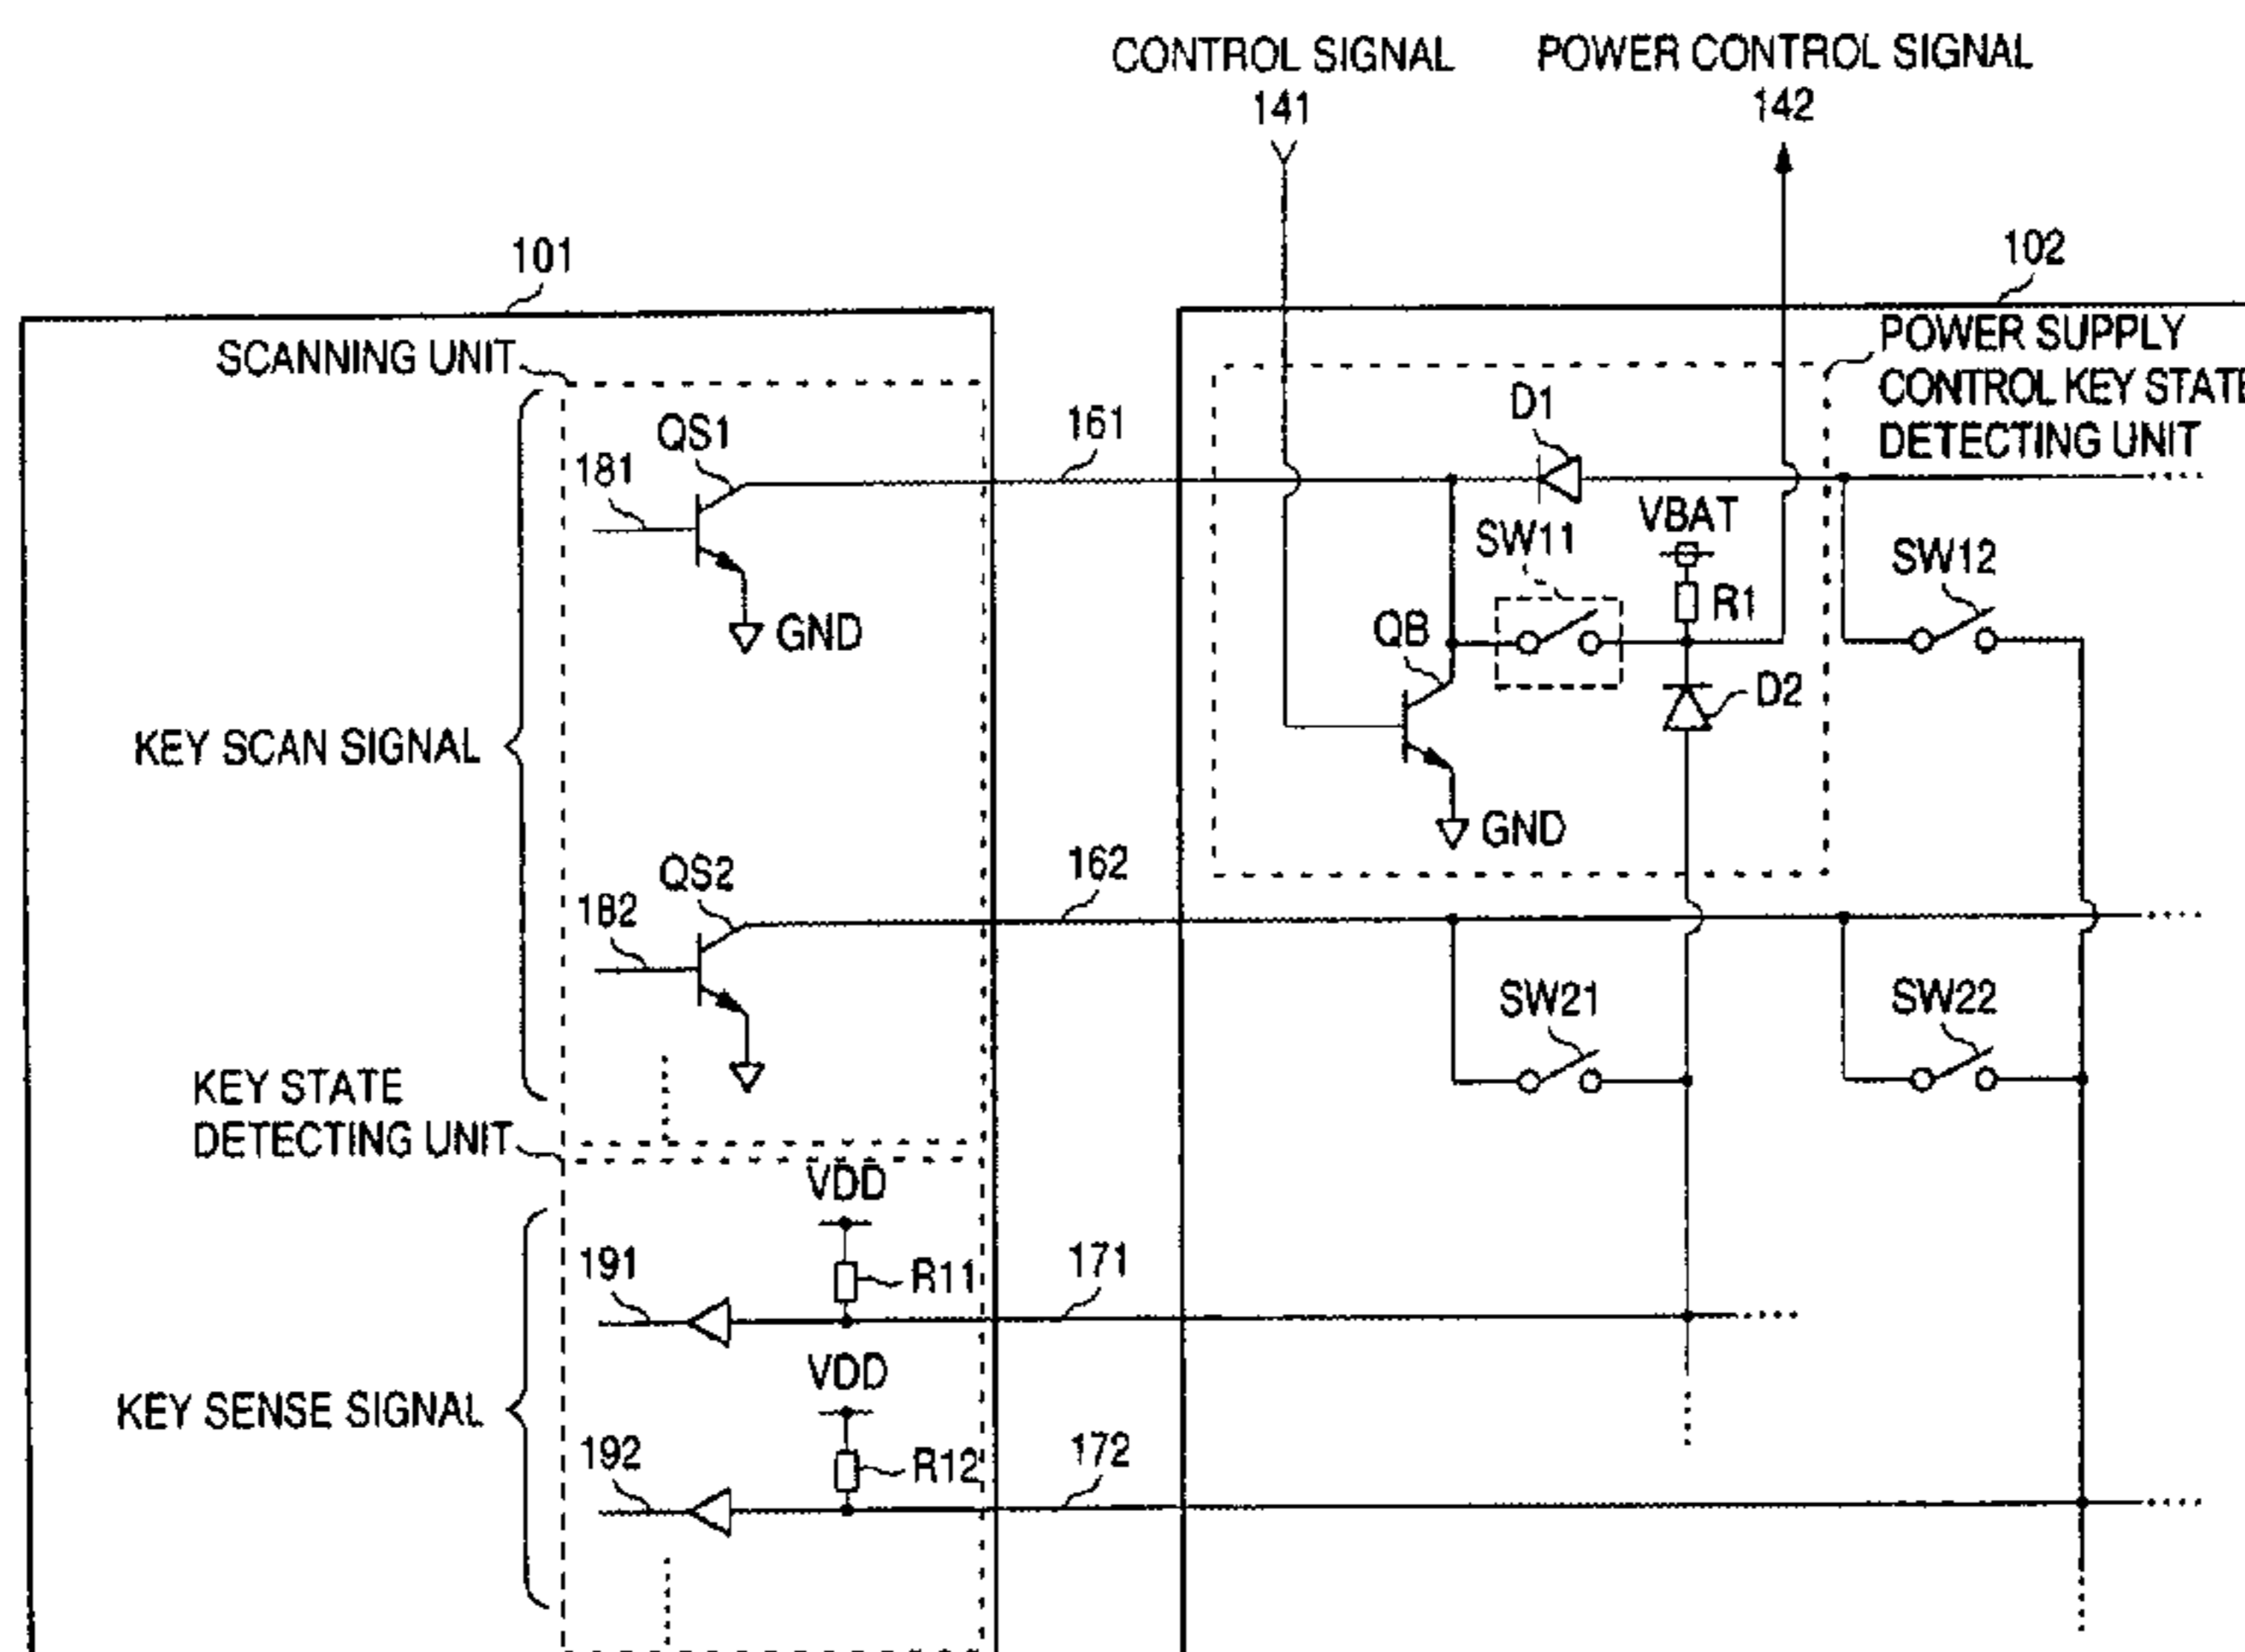 CONTROL SIGNAL
141
POWER CONTROL SIGNAL
142
101
102
SCANNING UNIT
POWER SUPPLY
CONTROL KEY STATE
DETECTING UNIT
QS1
181
161
D1
VBAT
SW11
R1
SW12
GND
QB
D2
KEY SCAN SIGNAL
GND
QS2
182
162
SW21
SW22
KEY STATE
DETECTING UNIT
VDD
191
R11
171
VDD
KEY SENSE SIGNAL
192
R12
172